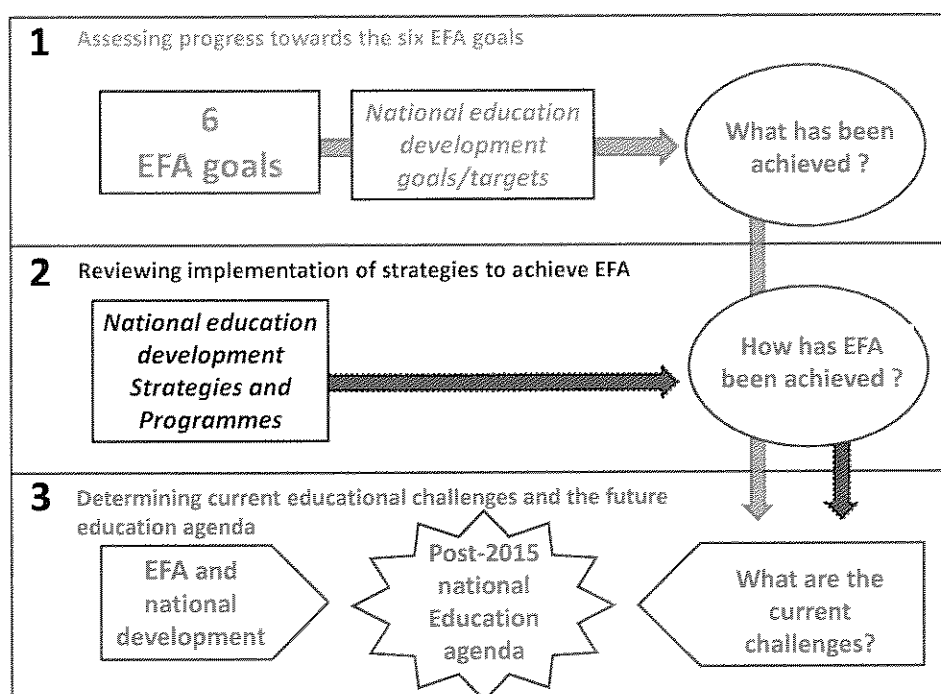 1 Assessing progress towards the six EFA goals
6
EFA goals
National education
development
goals/targets
What has been
achieved ?
2 Reviewing implementation of strategies to achieve EFA
National education
development
Strategies and
Programmes
How has EFA
been achieved ?
3 Determining current educational challenges and the future
education agenda
EFA and
national
development
Post-2015
national
Education
agenda
What are the
current
challenges?